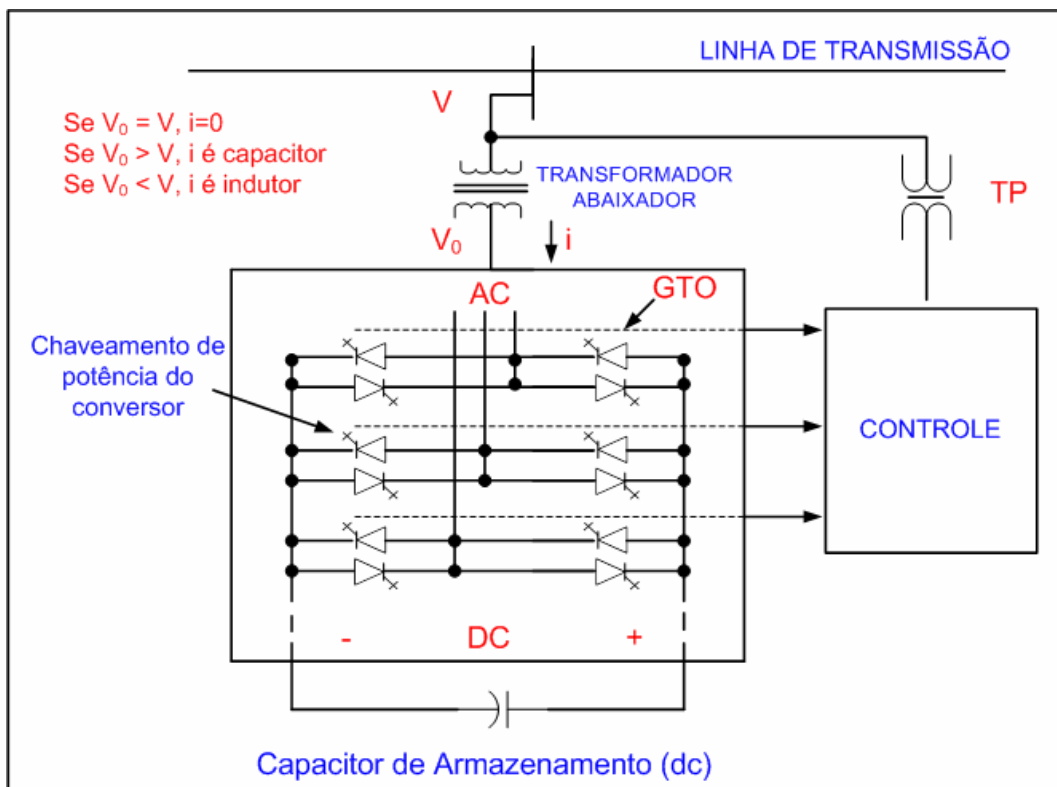 LINHA DE TRANSMISSÃO
V
Se V₀ = V, i=0
Se V₀ > V, i é capacitor
Se V₀ < V, i é indutor
TRANSFORMADOR
ABAIXADOR
TP
V₀
i
AC
GTO
Chaveamento de
potência do
conversor
CONTROLE
-
DC
+
Capacitor de Armazenamento (dc)